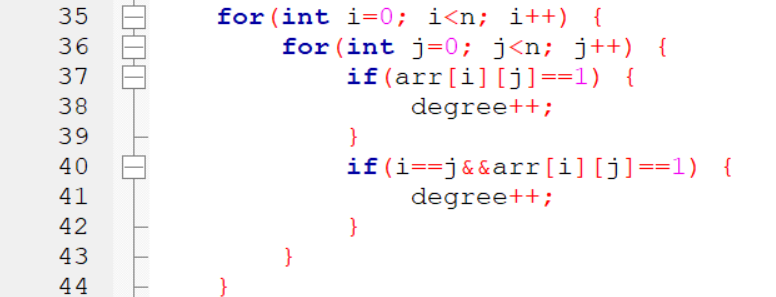 35 for(int i=0; i<n; i++) {
36 for(int j=0; j<n; j++) {
37 if(arr[i][j]==1) {
38 degree++;
39 }
40 if(i==j&&arr[i][j]==1) {
41 degree++;
42 }
43 }
44 }